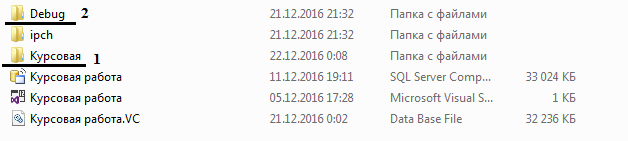 Debug 2 21.12.2016 21:32 Папка с файлами
ipch 21.12.2016 21:32 Папка с файлами
Курсовая 1 22.12.2016 0:08 Папка с файлами
Курсовая работа 11.12.2016 19:11 SQL Server Comp... 33 024 КБ
Курсовая работа 05.12.2016 17:28 Microsoft Visual S... 1 КБ
Курсовая работа.VC 21.12.2016 0:02 Data Base File 32 236 КБ